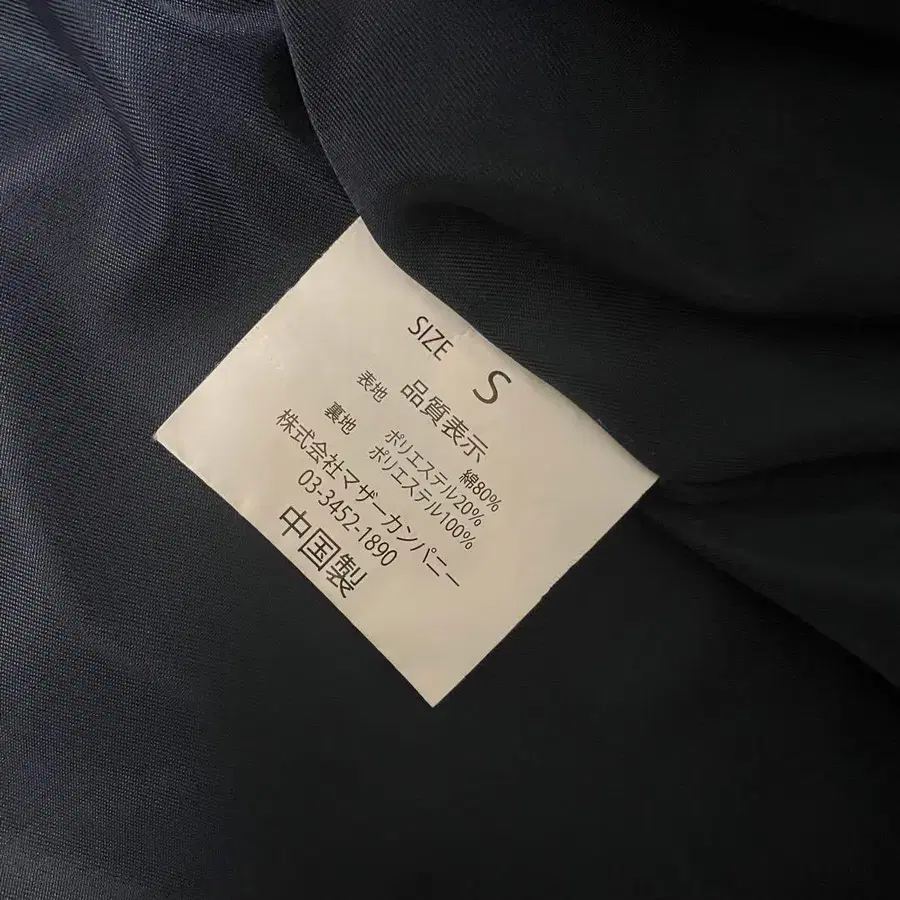 SIZE S
品質表示
表地 綿80%
ポリエステル20%
裏地 ポリエステル100%
株式会社マザーカンパニー
03-3452-1890
中国製